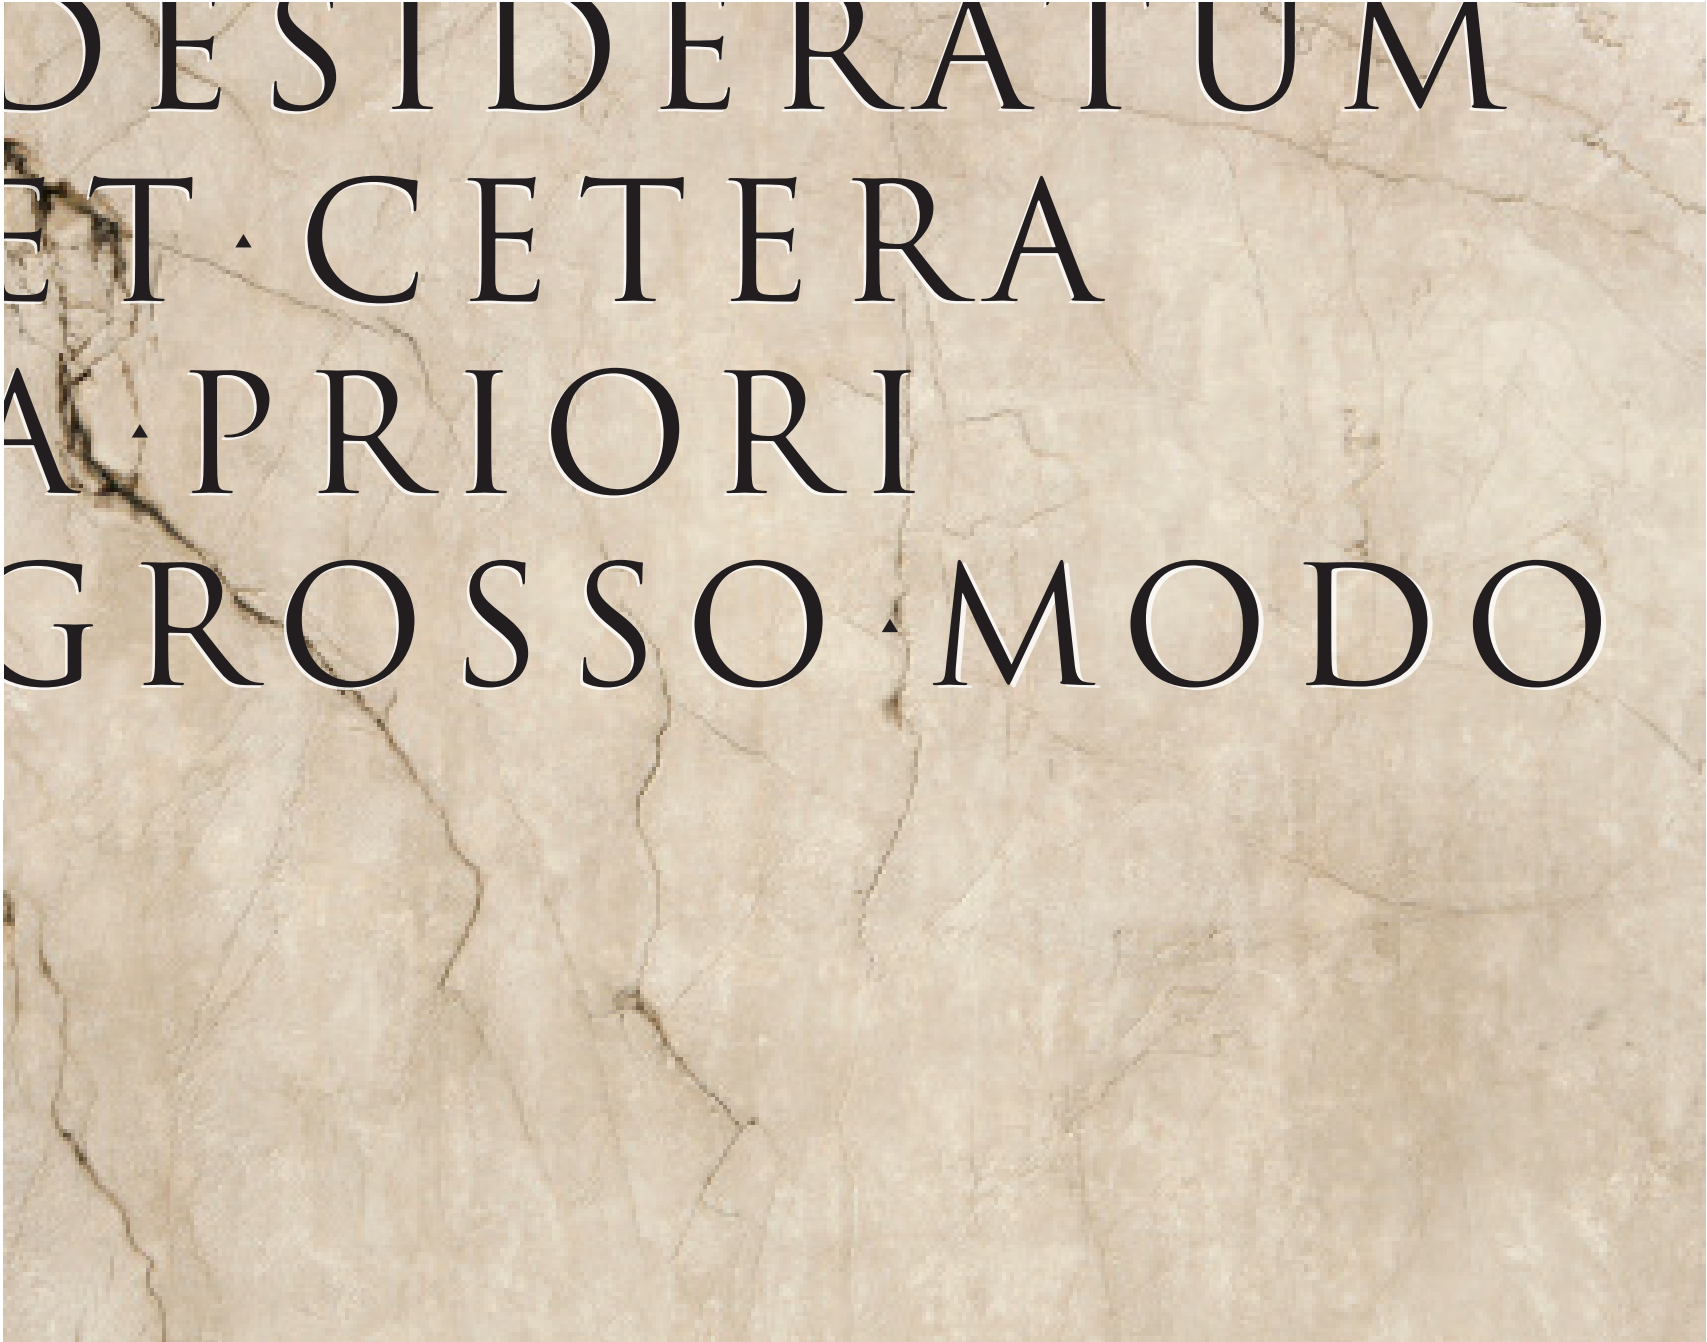 DESIDERATUM
ET · CETERA
A · PRIORI
GROSSO · MODO